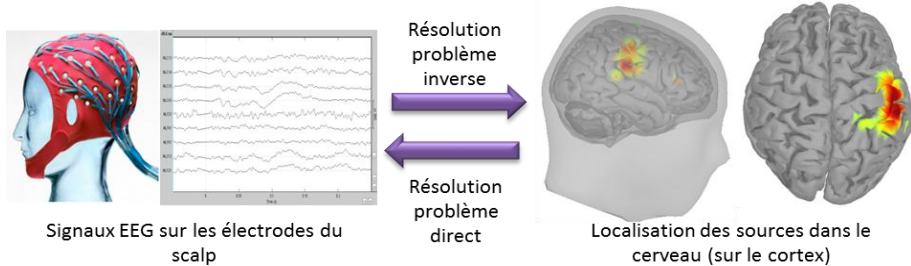 Résolution
problème
inverse
Résolution
problème
direct
Signaux EEG sur les électrodes du
scalp
Localisation des sources dans le
cerveau (sur le cortex)